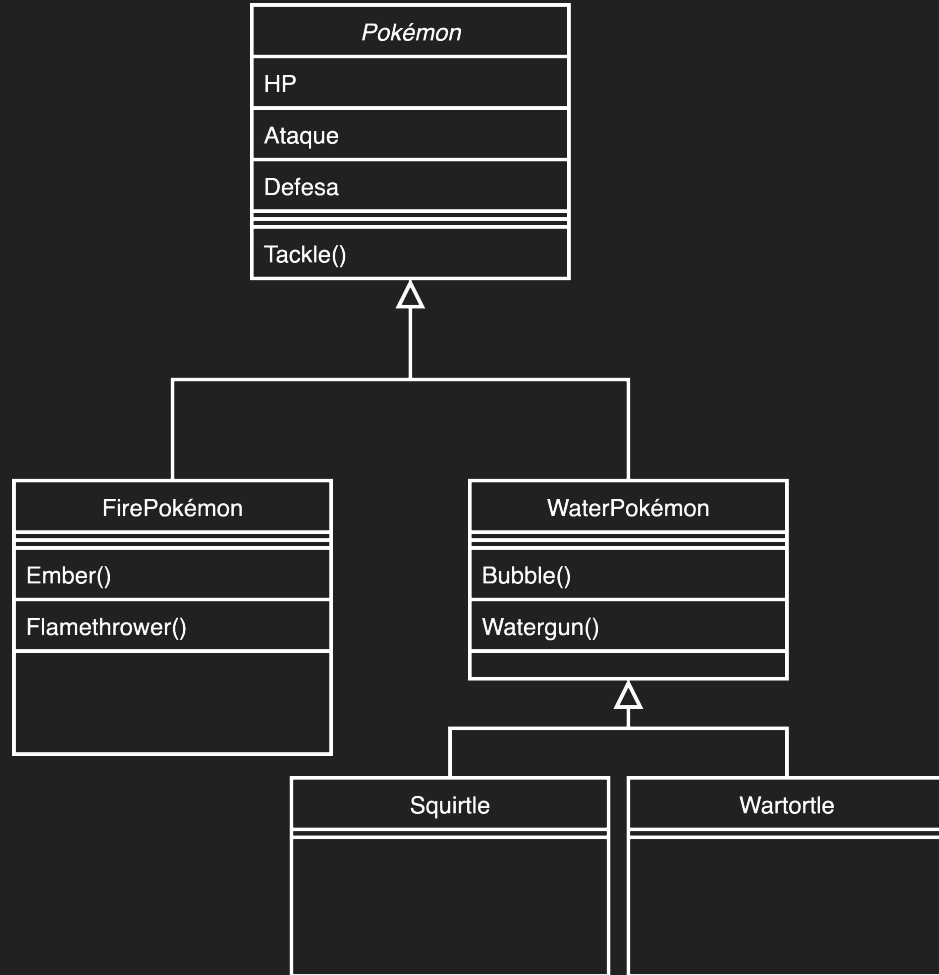 Pokémon
HP
Ataque
Defesa
Tackle()
FirePokémon
Ember()
Flamethrower()
WaterPokémon
Bubble()
Watergun()
Squirtle
Wartortle